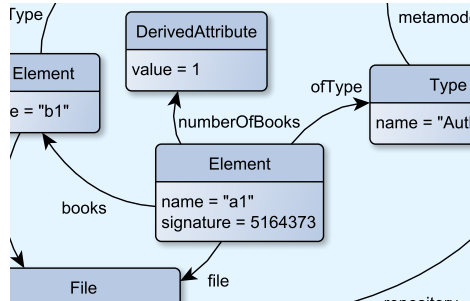 Type
DerivedAttribute
value = 1
metamod
Element
e = "b1"
ofType
Type
name = "Aut
numberOfBooks
Element
name = "a1"
signature = 5164373
books
file
File
repository